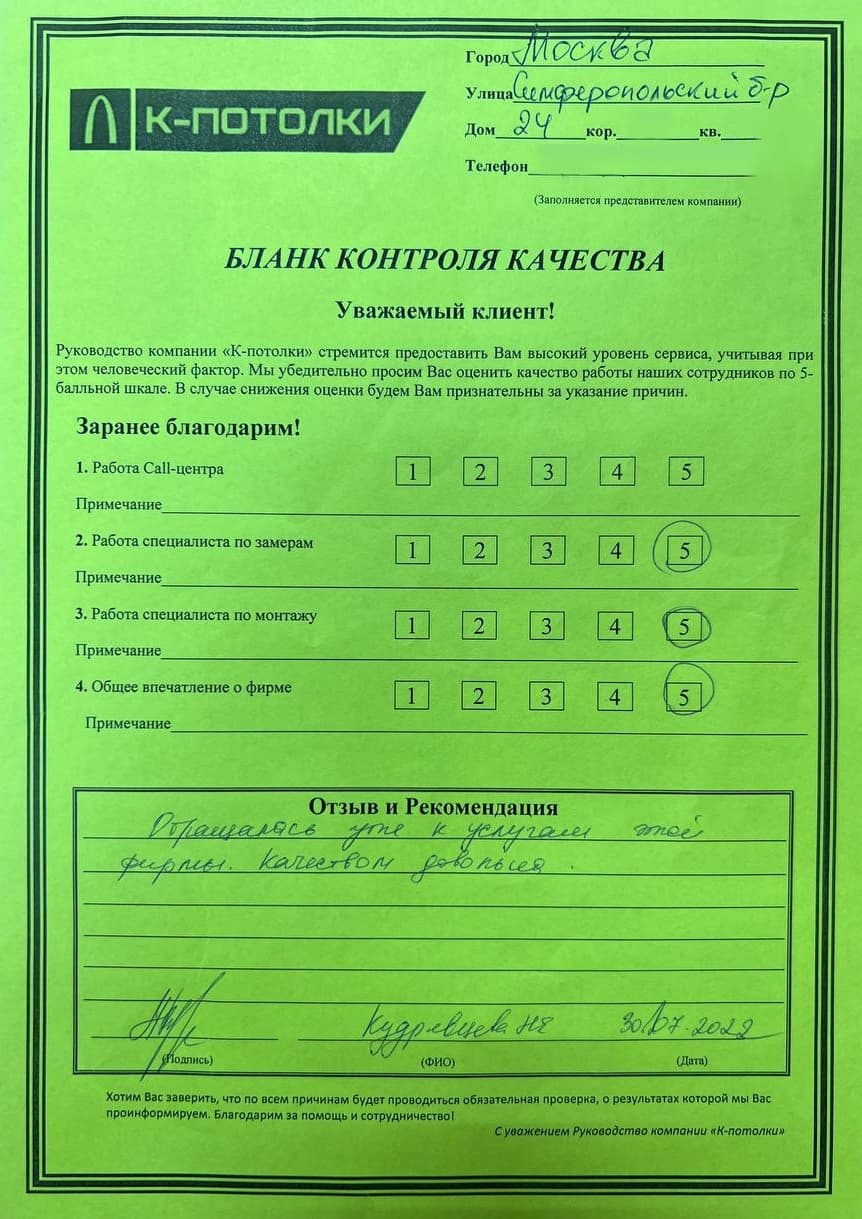 К-ПОТОЛКИ
Город Москва
Улица Симферопольский б-р
Дом 24 кор. кв.
Телефон
(Заполняется представителем компании)
БЛАНК КОНТРОЛЯ КАЧЕСТВА
Уважаемый клиент!
Руководство компании «К-потолки» стремится предоставить Вам высокий уровень сервиса, учитывая при
этом человеческий фактор. Мы убедительно просим Вас оценить качество работы наших сотрудников по 5-
балльной шкале. В случае снижения оценки будем Вам признательны за указание причин.
Заранее благодарим!
1. Работа Call-центра 1 2 3 4 5
Примечание
2. Работа специалиста по замерам 1 2 3 4 5
Примечание
3. Работа специалиста по монтажу 1 2 3 4 5
Примечание
4. Общее впечатление о фирме 1 2 3 4 5
Примечание
Отзыв и Рекомендация
Обращалась уже к услугам этой
фирмы. Качеством довольна.
Кудрявцева 30.07.2022
(Подпись) (ФИО) (Дата)
Хотим Вас заверить, что по всем причинам будет проводиться обязательная проверка, о результатах которой мы Вас
проинформируем. Благодарим за помощь и сотрудничество!
С уважением Руководство компании «К-потолки»